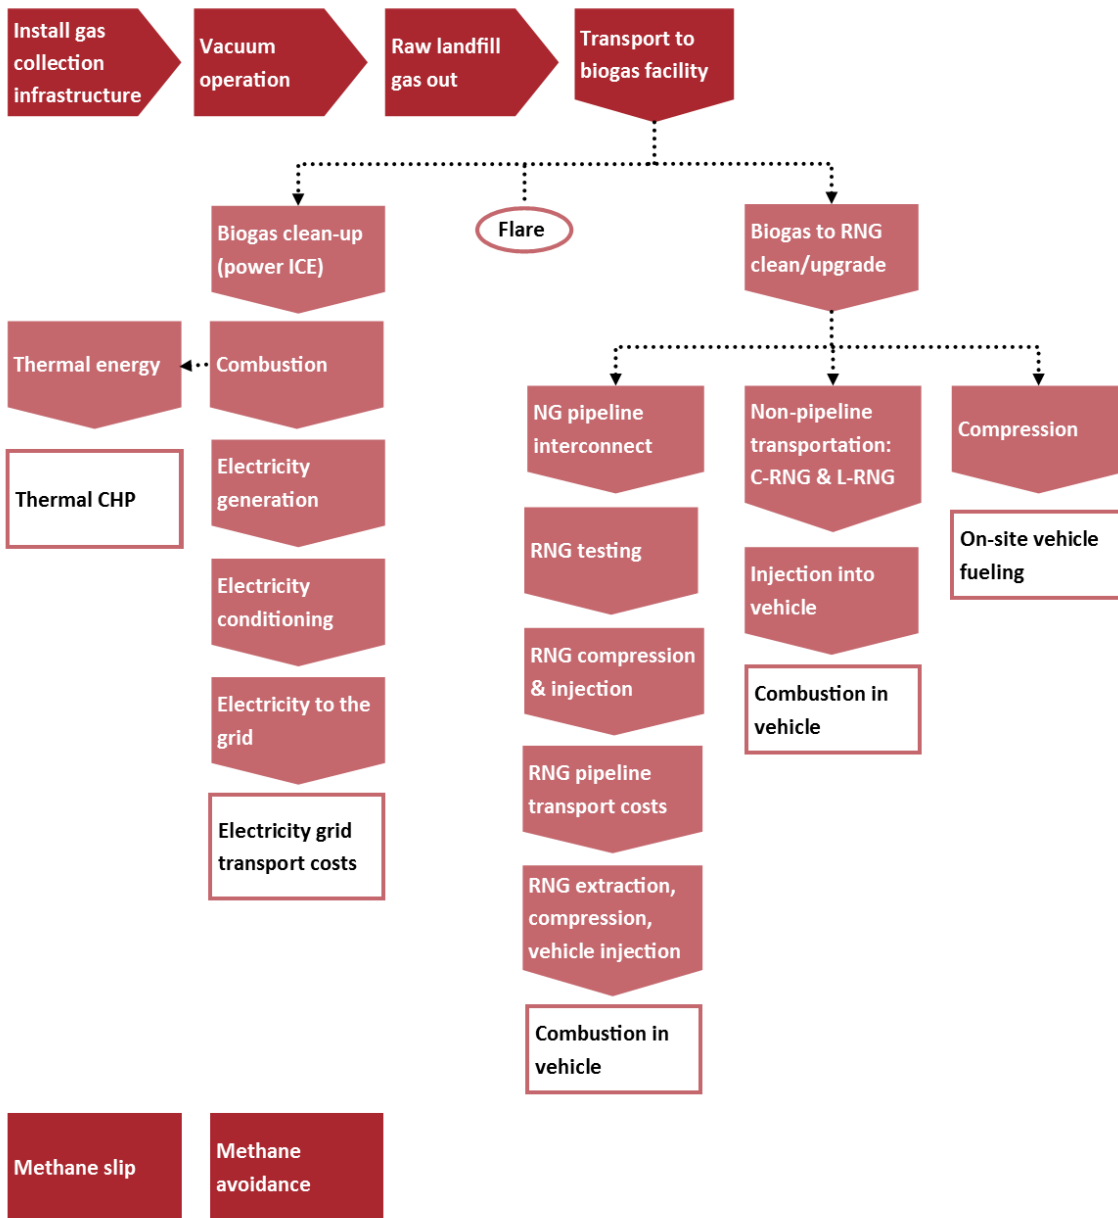 Install gas
collection
infrastructure
Vacuum
operation
Raw landfill
gas out
Transport to
biogas facility
Biogas clean-up
(power ICE)
Flare
Biogas to RNG
clean/upgrade
Thermal energy
Combustion
Thermal CHP
Electricity
generation
Electricity
conditioning
Electricity to the
grid
Electricity grid
transport costs
NG pipeline
interconnect
RNG testing
RNG compression
& injection
RNG pipeline
transport costs
RNG extraction,
compression,
vehicle injection
Combustion in
vehicle
Non-pipeline
transportation:
C-RNG & L-RNG
Injection into
vehicle
Combustion in
vehicle
Compression
On-site vehicle
fueling
Methane slip
Methane
avoidance